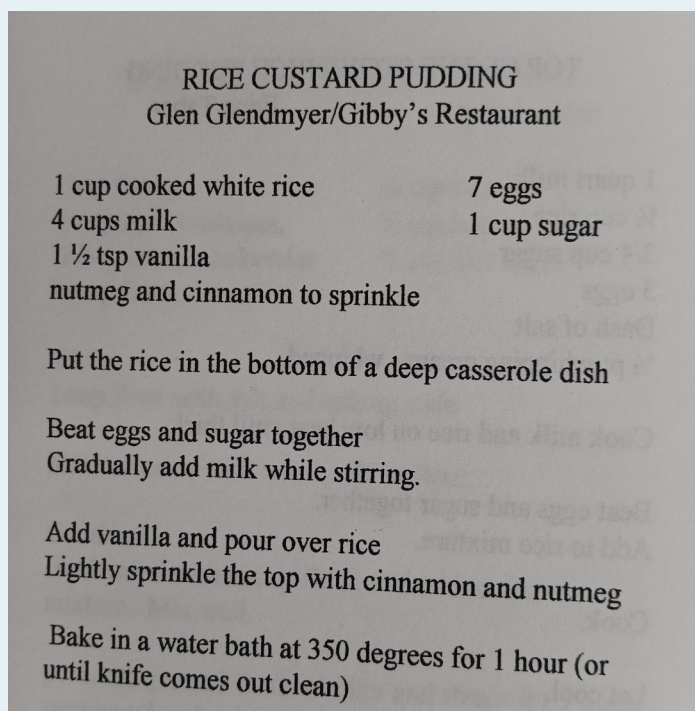 RICE CUSTARD PUDDING
Glen Glendmyer/Gibby's Restaurant
1 cup cooked white rice
4 cups milk
1 ½ tsp vanilla
nutmeg and cinnamon to sprinkle
7 eggs
1 cup sugar
Put the rice in the bottom of a deep casserole dish
Beat eggs and sugar together
Gradually add milk while stirring.
Add vanilla and pour over rice
Lightly sprinkle the top with cinnamon and nutmeg
Bake in a water bath at 350 degrees for 1 hour (or
until knife comes out clean)